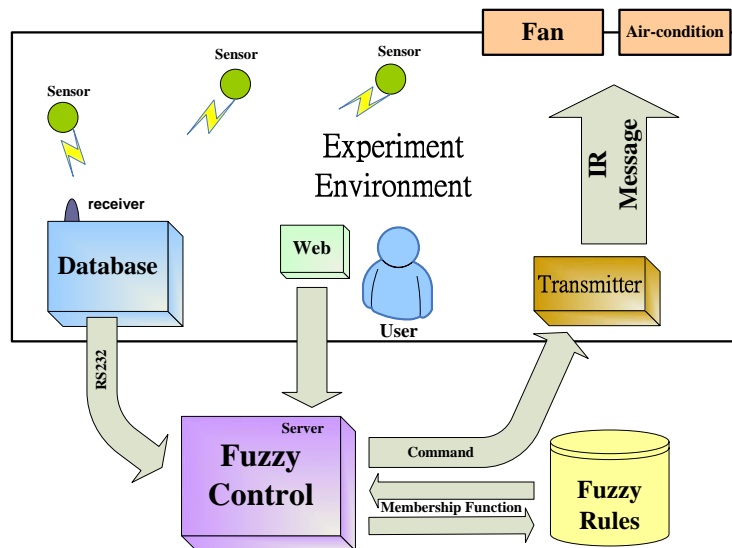 Fan
Air-condition
Sensor
Sensor
Sensor
Experiment
Environment
IR
Message
receiver
Database
Web
User
Transmitter
RS232
Server
Fuzzy
Control
Command
Membership Function
Fuzzy
Rules